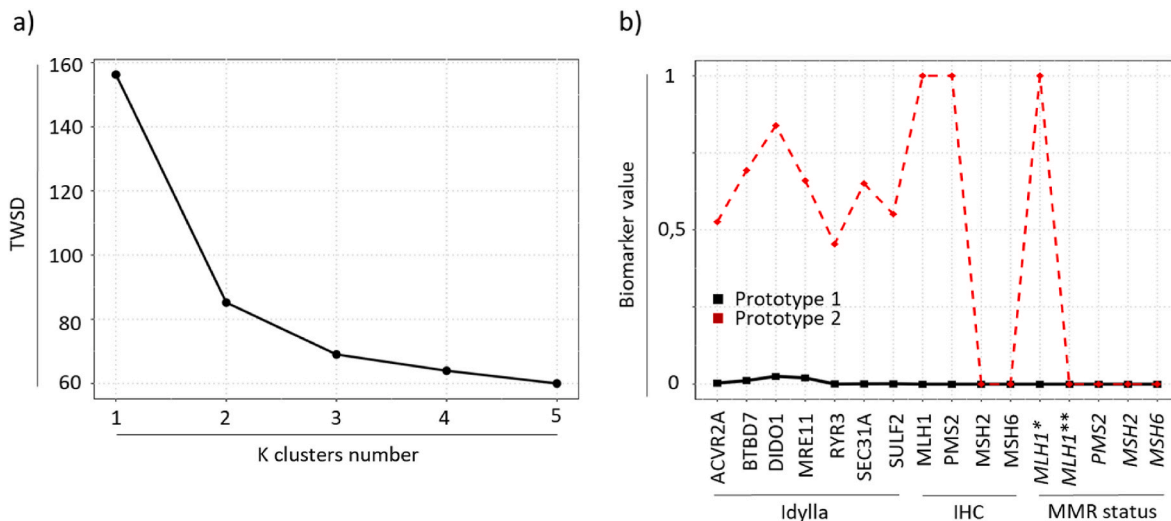 a)
160
140
120
100
80
60
TWSD
1 2 3 4 5
K clusters number
b)
1
0,5
0
Biomarker value
Prototype 1
Prototype 2
ACVR2A
BTBD7
DIDO1
MRE11
RYR3
SEC31A
SULF2
MLH1
PMS2
MSH2
MSH6
MLH1*
MLH1**
PMS2
MSH2
MSH6
Idylla IHC MMR status